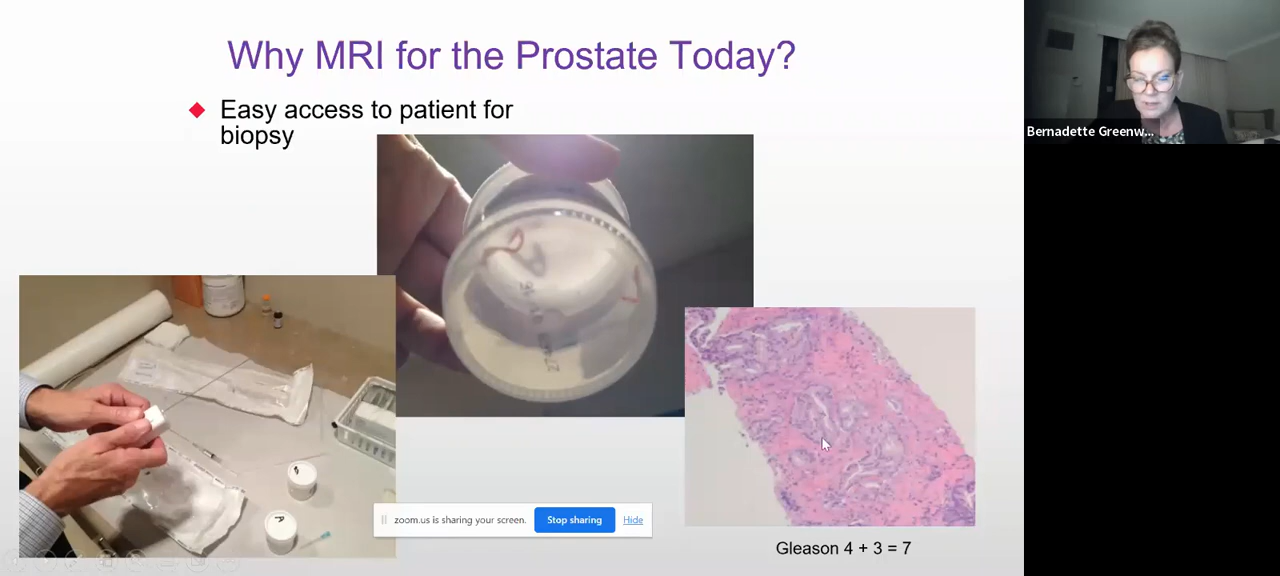 Why MRI for the Prostate Today?
Easy access to patient for
biopsy
Bernadette Greenw...
zoom.us is sharing your screen.
Stop sharing
Hide
Gleason 4 + 3 = 7